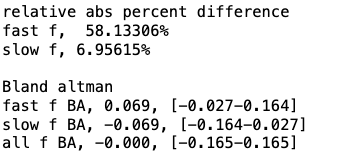 relative abs percent difference
fast f,  58.13306%
slow f, 6.95615%

Bland altman
fast f BA, 0.069, [-0.027-0.164]
slow f BA, -0.069, [-0.164-0.027]
all f BA, -0.000, [-0.165-0.165]